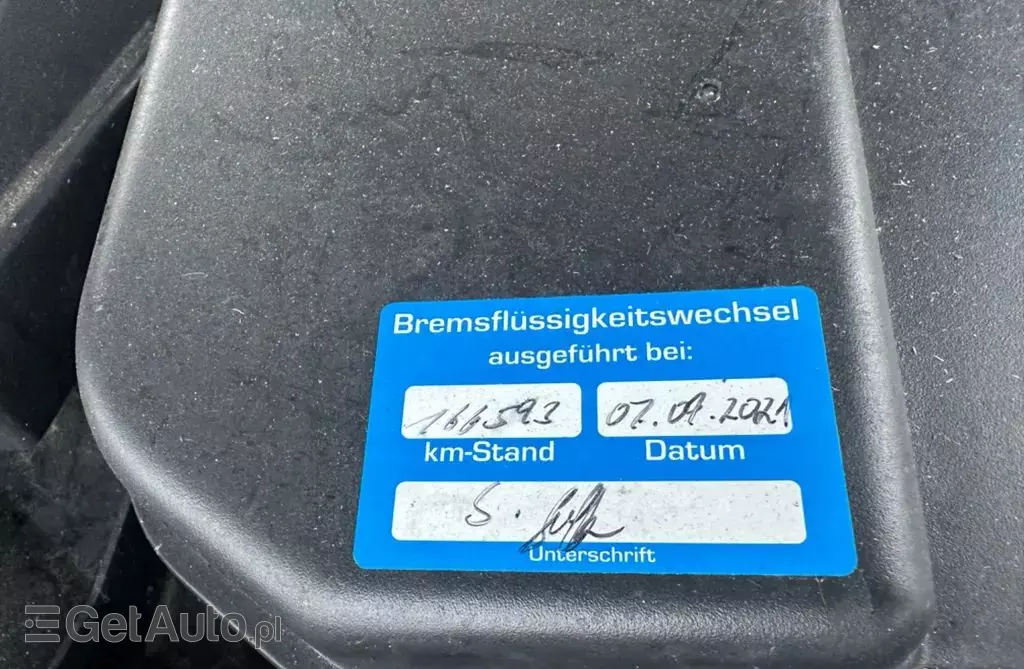 Bremsflüssigkeitswechsel
ausgeführt bei:
166593 07.09.2021
km-Stand Datum
S.
Unterschrift
GetAuto.pl